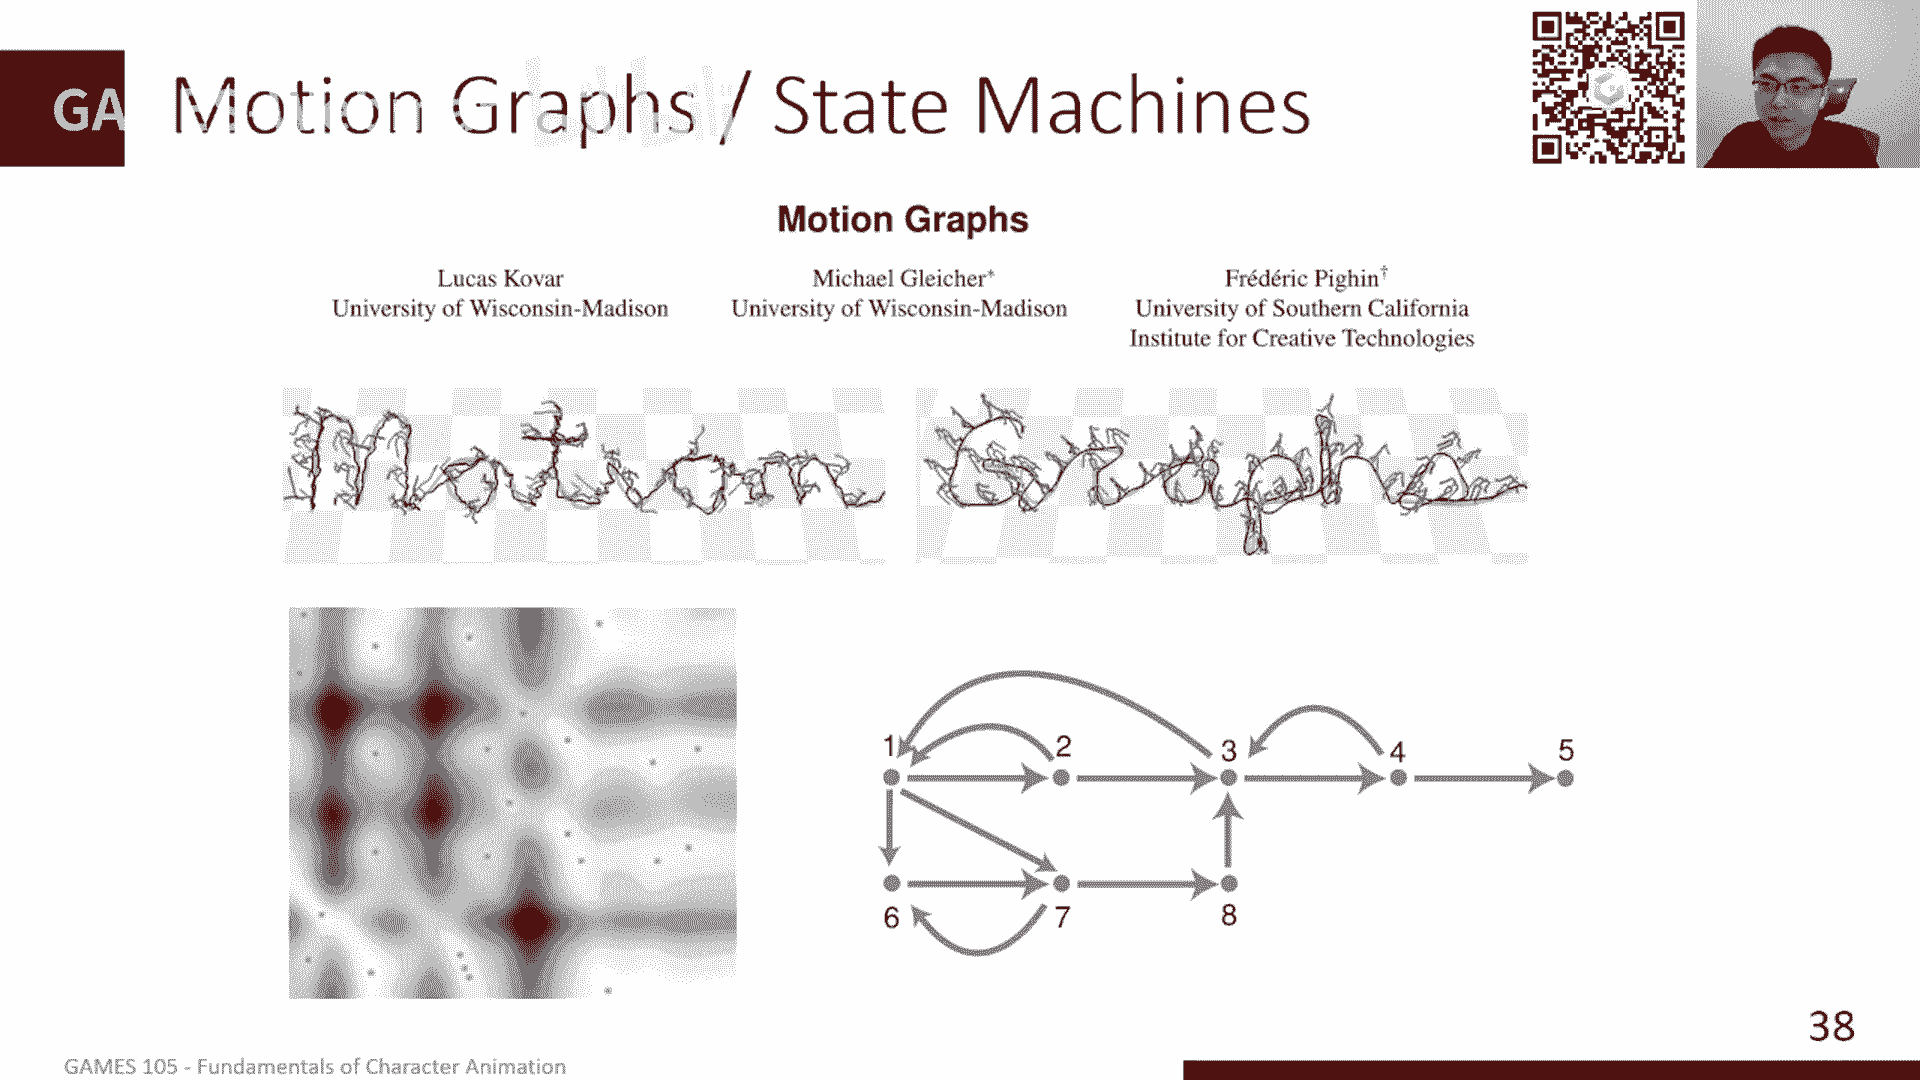 GA
Motion Graphs / State Machines
Motion Graphs
Lucas Kovar
University of Wisconsin-Madison
Michael Gleicher*
University of Wisconsin-Madison
Frédéric Pighin†
University of Southern California
Institute for Creative Technologies
Motion
Graphs
1
2
3
4
5
6
7
8
38
GAMES 105 - Fundamentals of Character Animation